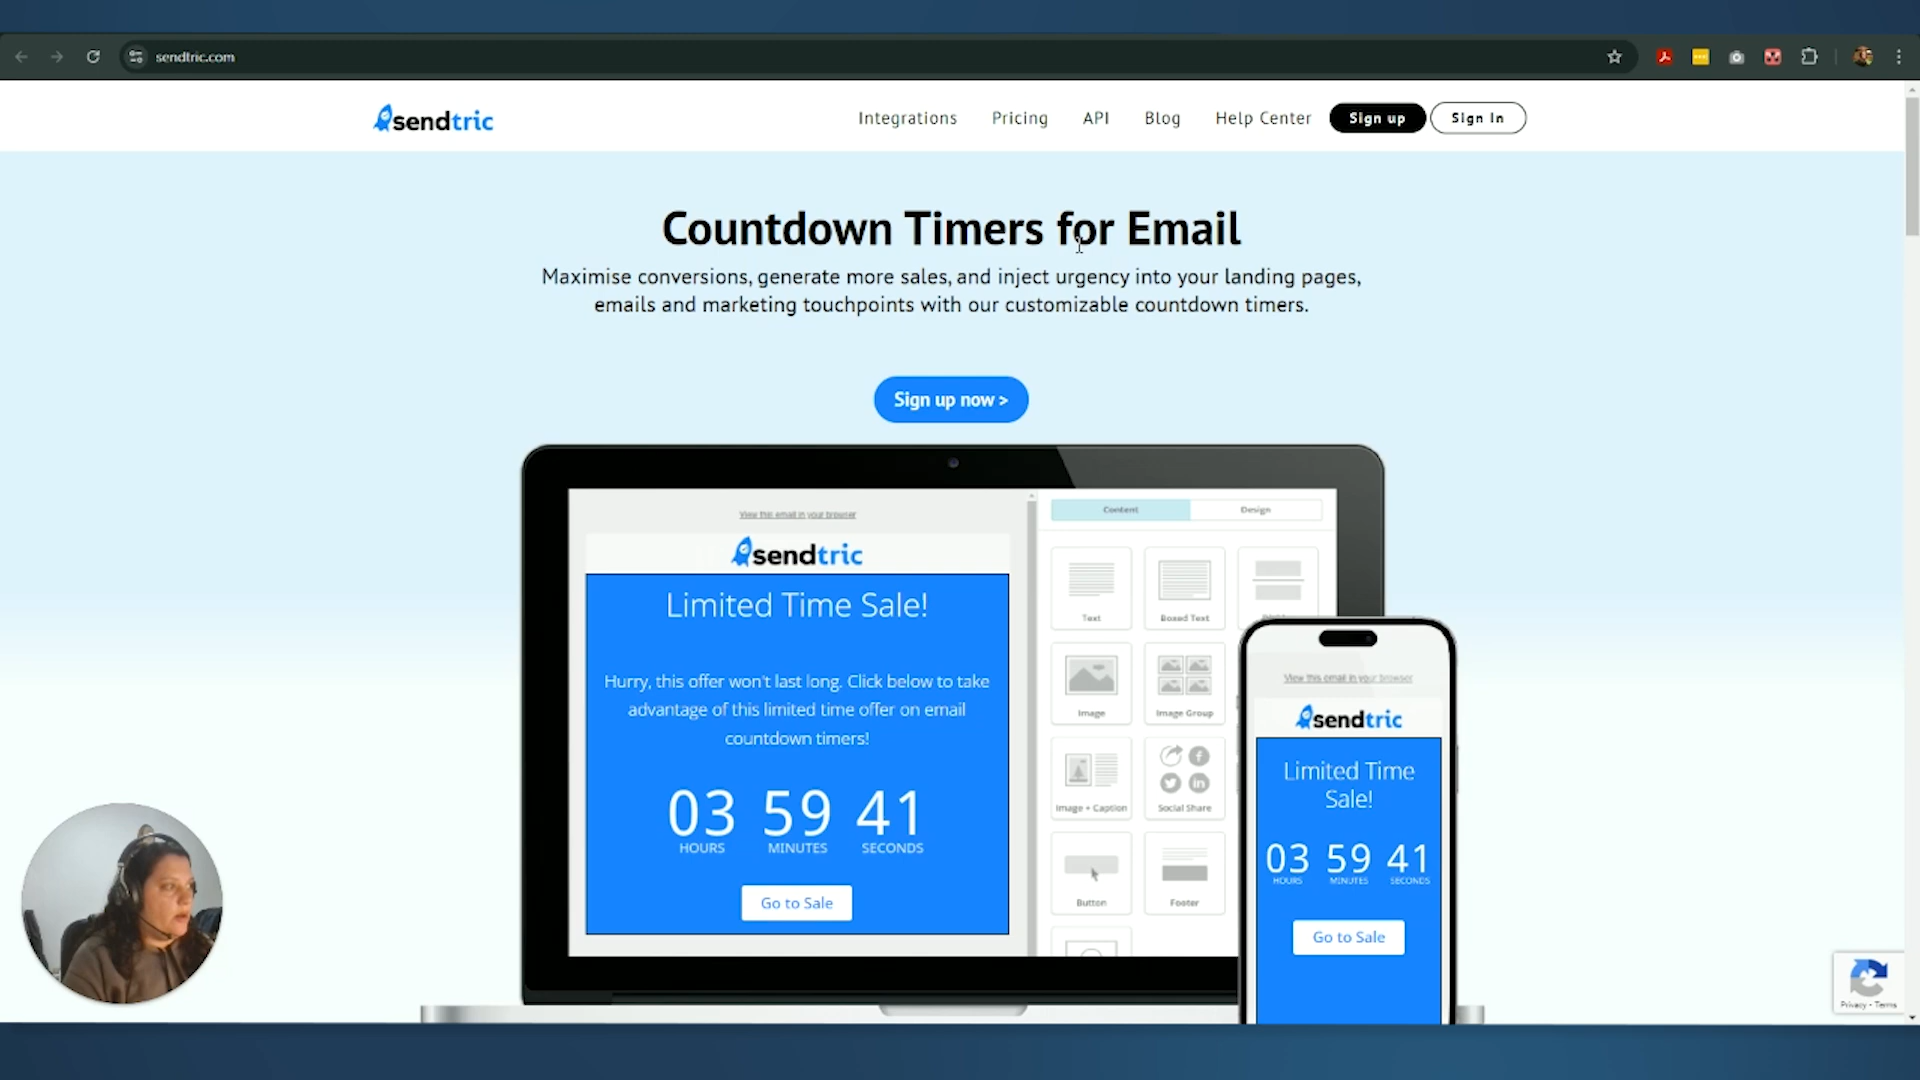 sendtric.com
sendtric
Integrations Pricing API Blog Help Center Sign up Sign In
Countdown Timers for Email
Maximise conversions, generate more sales, and inject urgency into your landing pages,
emails and marketing touchpoints with our customizable countdown timers.
Sign up now >
View this email in your browser
sendtric
Limited Time Sale!
Hurry, this offer won't last long. Click below to take
advantage of this limited time offer on email
countdown timers!
03 59 41
HOURS MINUTES SECONDS
Go to Sale
Content Design
Text Boxed Text
Image Image Group
Image + Caption Social Share
Button Footer
View this email in your browser
sendtric
Limited Time
Sale!
03 59 41
HOURS MINUTES SECONDS
Go to Sale
Privacy - Terms